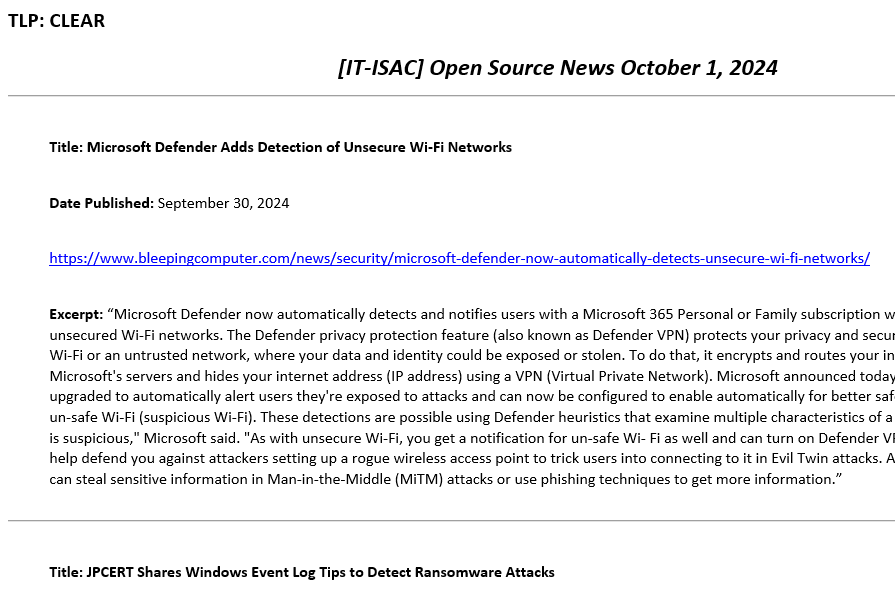 TLP: CLEAR
[IT-ISAC] Open Source News October 1, 2024
Title: Microsoft Defender Adds Detection of Unsecure Wi-Fi Networks
Date Published: September 30, 2024
https://www.bleepingcomputer.com/news/security/microsoft-defender-now-automatically-detects-unsecure-wi-fi-networks/
Excerpt: “Microsoft Defender now automatically detects and notifies users with a Microsoft 365 Personal or Family subscription w
unsecured Wi-Fi networks. The Defender privacy protection feature (also known as Defender VPN) protects your privacy and secur
Wi-Fi or an untrusted network, where your data and identity could be exposed or stolen. To do that, it encrypts and routes your in
Microsoft's servers and hides your internet address (IP address) using a VPN (Virtual Private Network). Microsoft announced today
upgraded to automatically alert users they're exposed to attacks and can now be configured to enable automatically for better saf
un-safe Wi-Fi (suspicious Wi-Fi). These detections are possible using Defender heuristics that examine multiple characteristics of a
is suspicious," Microsoft said. "As with unsecure Wi-Fi, you get a notification for un-safe Wi- Fi as well and can turn on Defender VP
help defend you against attackers setting up a rogue wireless access point to trick users into connecting to it in Evil Twin attacks. A
can steal sensitive information in Man-in-the-Middle (MiTM) attacks or use phishing techniques to get more information.”
Title: JPCERT Shares Windows Event Log Tips to Detect Ransomware Attacks